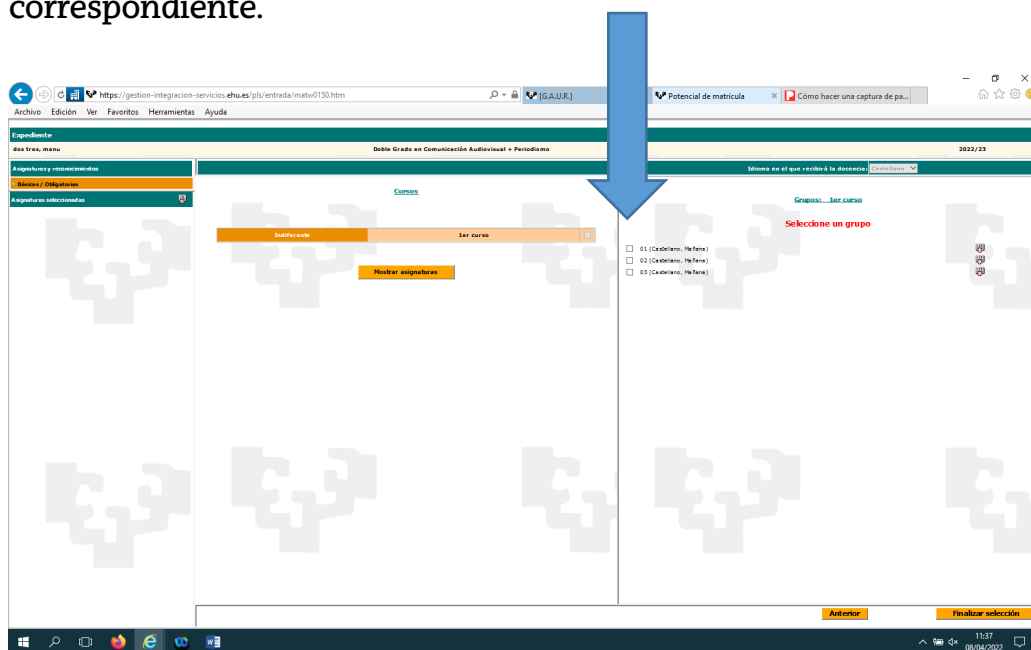 correspondiente.
https://gestion-integracion-servicios.ehu.es/pls/entrada/matw0150.htm
[G.A.U.R.]
Potencial de matrícula
Cómo hacer una captura de pa...
Archivo Edición Ver Favoritos Herramientas Ayuda
Expediente
dos tres, manu Doble Grado en Comunicación Audiovisual + Periodismo 2022/23
Asignaturas y reconocimientos
Idioma en el que recibirá la docencia: Castellano
Básicas / Obligatorias
Asignaturas seleccionadas
Cursos
Grupos: 1er curso
Seleccione un grupo
Indiferente 1er curso
01 (Castellano, Mañana)
02 (Castellano, Mañana)
03 (Castellano, Mañana)
Mostrar asignaturas
Anterior Finalizar selección
11:37
08/04/2022